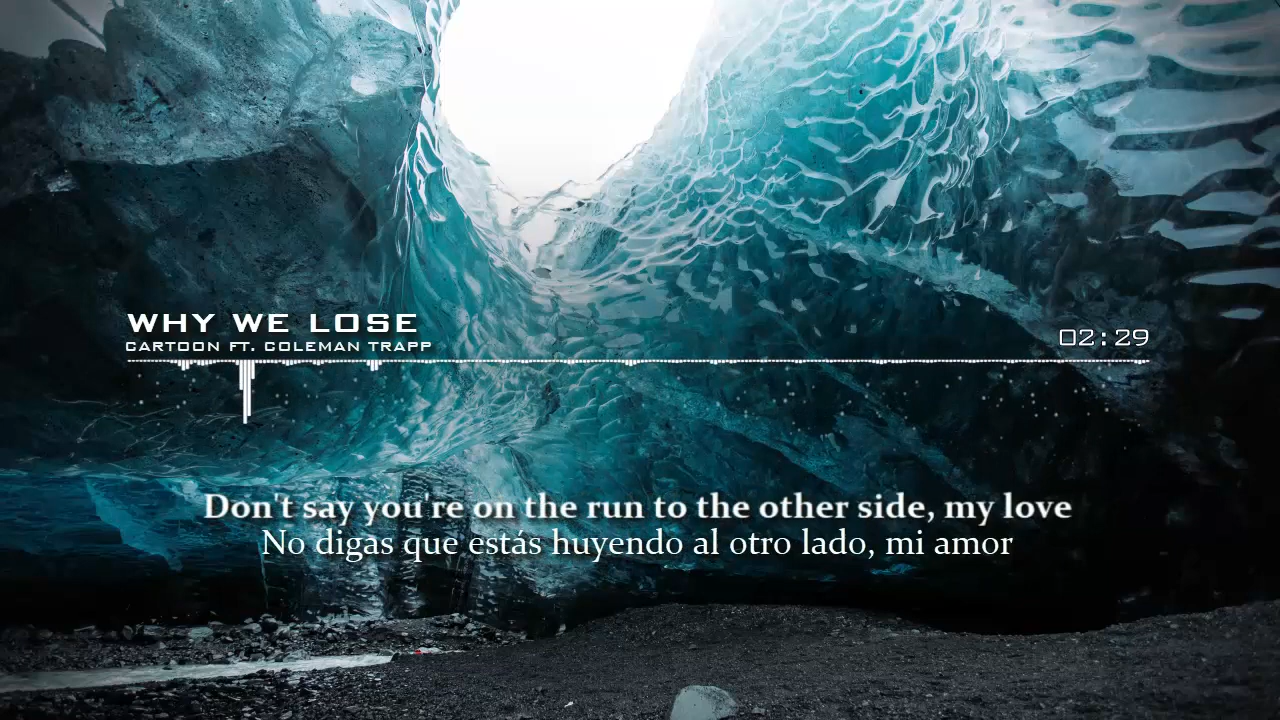 WHY WE LOSE
CARTOON FT. COLEMAN TRAPP
02:29
Don't say you're on the run to the other side, my love
No digas que estás huyendo al otro lado, mi amor